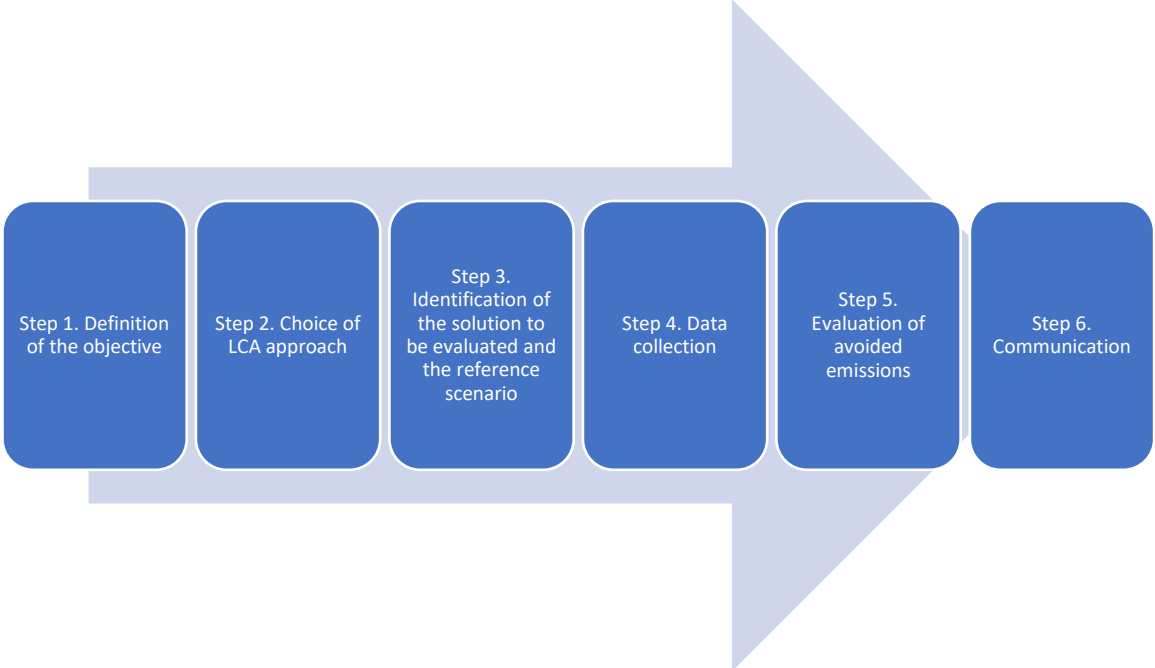 Step 1. Definition
of the objective
Step 2. Choice of
LCA approach
Step 3.
Identification of
the solution to
be evaluated and
the reference
scenario
Step 4. Data
collection
Step 5.
Evaluation of
avoided
emissions
Step 6.
Communication